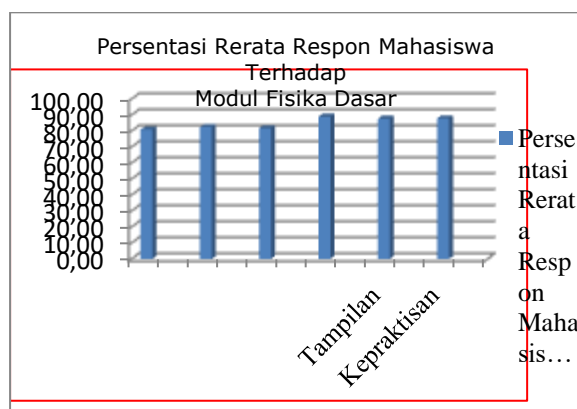 Persentasi Rerata Respon Mahasiswa
Terhadap
Modul Fisika Dasar
100,00
90,00
80,00
70,00
60,00
50,00
40,00
30,00
20,00
10,00
0,00
Tampilan
Kepraktisan
Perse
ntasi
Rerat
a
Resp
on
Maha
sis…